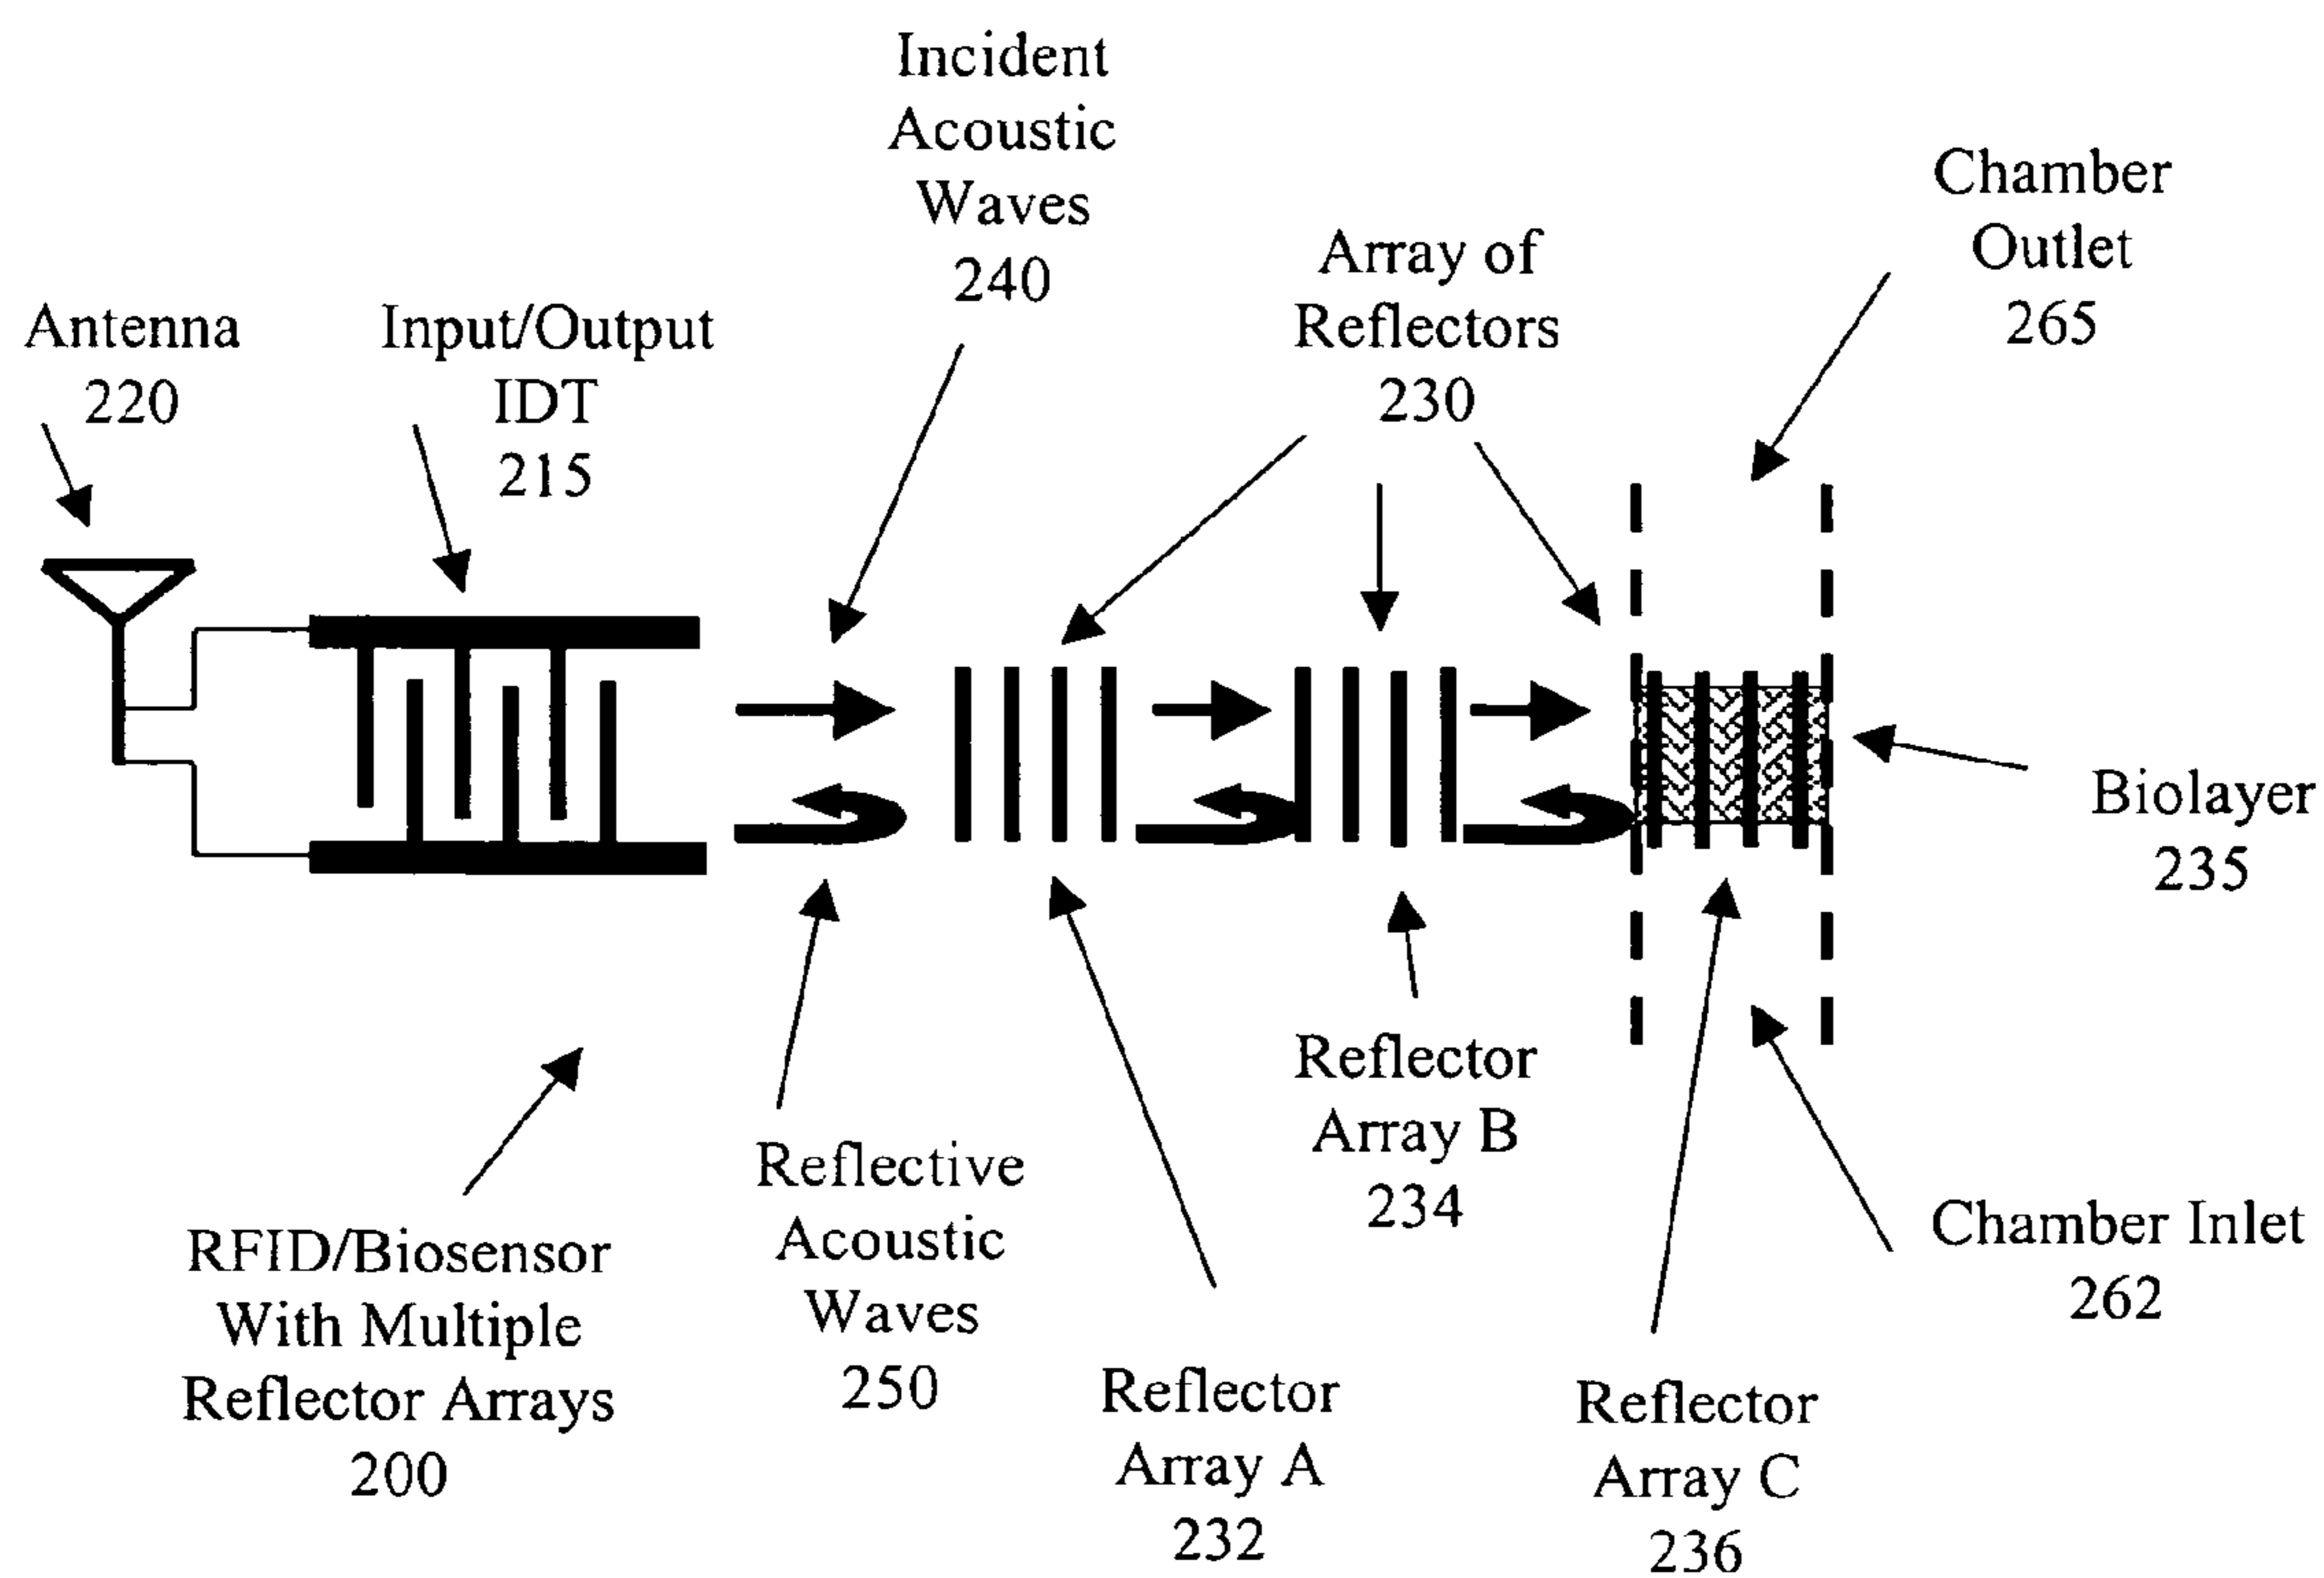 Incident
Acoustic
Waves
240
Chamber
Outlet
265
Array of
Reflectors
230
Antenna
220
Input/Output
IDT
215
Biolayer
235
Reflector
Array B
234
Reflective
Acoustic
Waves
250
Chamber Inlet
262
RFID/Biosensor
With Multiple
Reflector Arrays
200
Reflector
Array A
232
Reflector
Array C
236